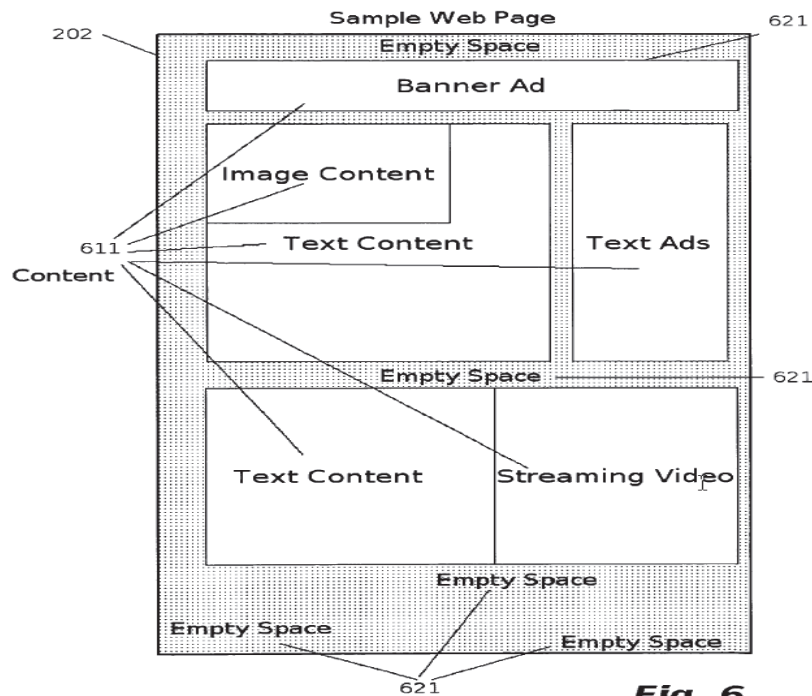 Sample Web Page
202
621
Empty Space
Banner Ad
Image Content
611
Content
Text Content
Text Ads
Empty Space
621
Text Content
Streaming Video
Empty Space
Empty Space
Empty Space
621
Fig. 6